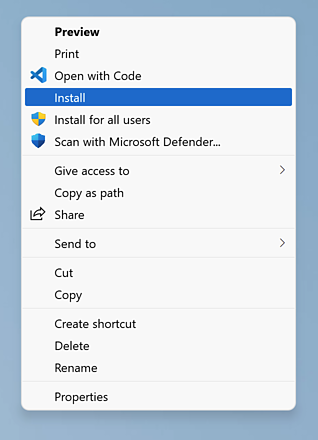 Preview
Print
Open with Code
Install
Install for all users
Scan with Microsoft Defender...
Give access to
Copy as path
Share
Send to
Cut
Copy
Create shortcut
Delete
Rename
Properties